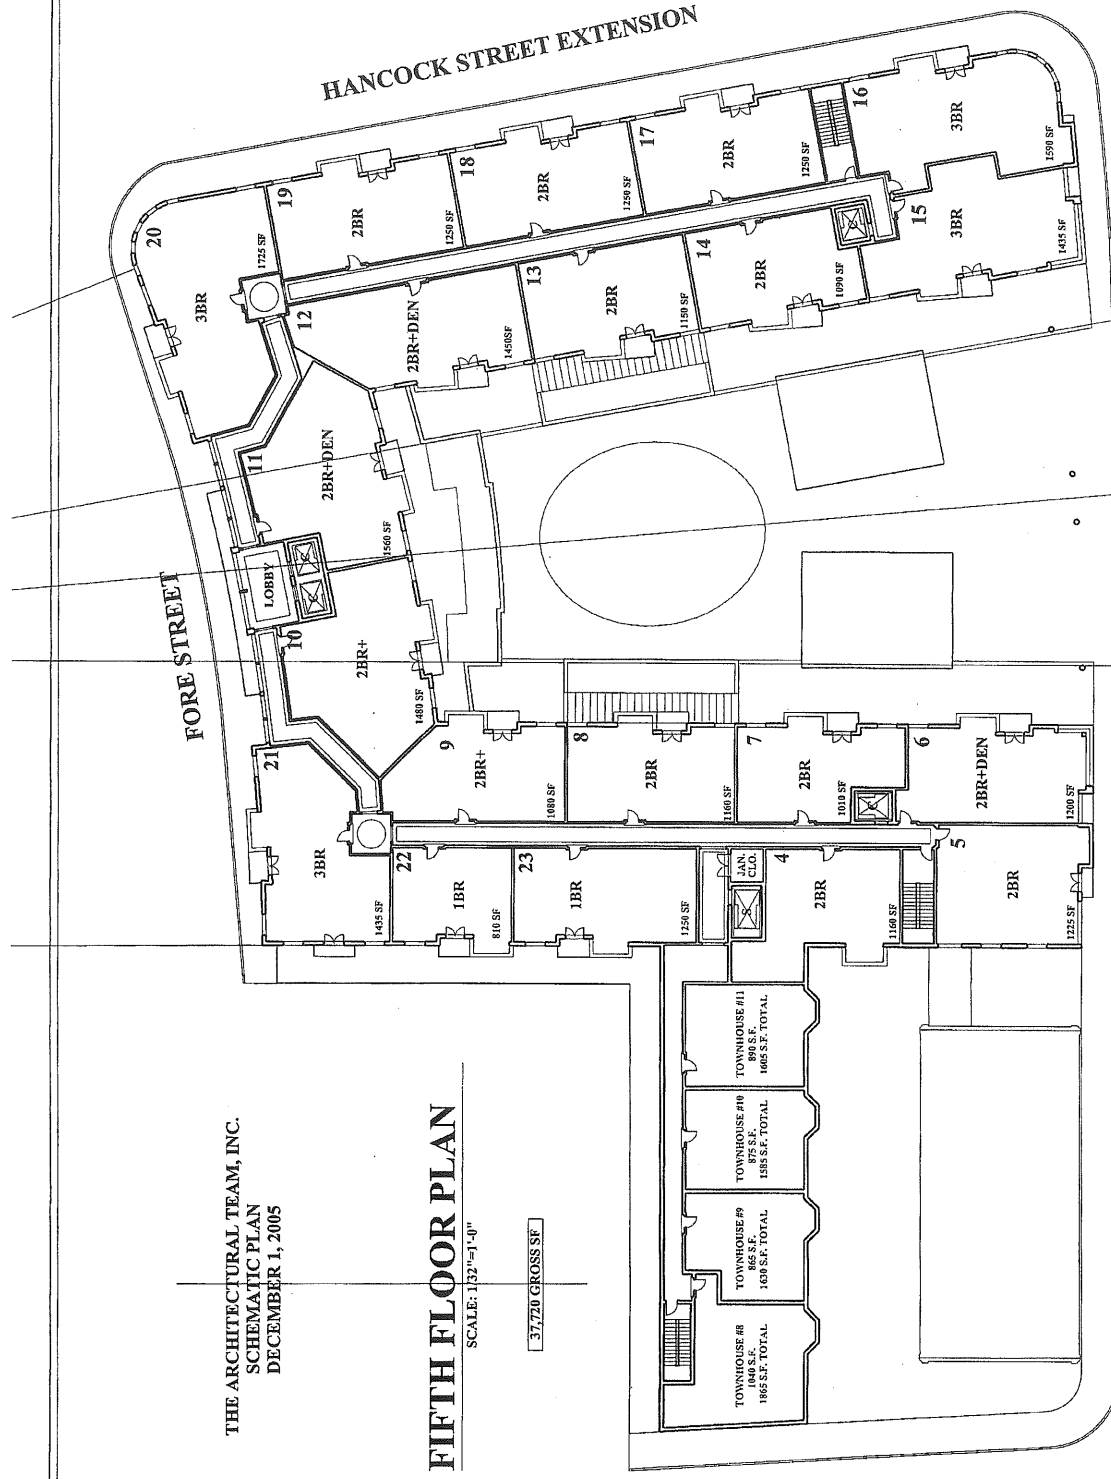 HANCOCK STREET EXTENSION
FORE STREET
THE ARCHITECTURAL TEAM, INC.
SCHEMATIC PLAN
DECEMBER 1, 2005
FIFTH FLOOR PLAN
SCALE: 1/32"=1'-0"
37,720 GROSS SF
20
3BR
1725 SF
19
2BR
1250 SF
18
2BR
1250 SF
17
2BR
1250 SF
16
3BR
1590 SF
15
3BR
1435 SF
14
2BR
1090 SF
13
2BR
1150 SF
12
2BR+DEN
1450SF
11
2BR+DEN
1560 SF
LOBBY
10
2BR+
1480 SF
9
2BR+
1080 SF
8
2BR
1160 SF
7
2BR
1010 SF
6
2BR+DEN
1200 SF
21
3BR
1435 SF
22
1BR
810 SF
23
1BR
1250 SF
JAN.
CLO.
4
2BR
1160 SF
5
2BR
1225 SF
TOWNHOUSE #8
1040 S.F.
1865 S.F. TOTAL
TOWNHOUSE #9
865 S.F.
1630 S.F. TOTAL
TOWNHOUSE #10
875 S.F.
1585 S.F. TOTAL
TOWNHOUSE #11
890 S.F.
1605 S.F. TOTAL